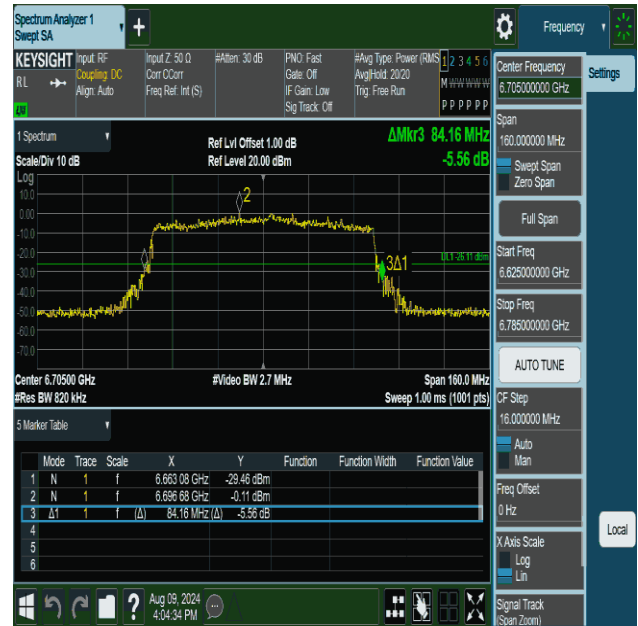 Spectrum Analyzer 1
Swept SA
+
Frequency
KEYSIGHT
RL
Input: RF
Coupling: DC
Align: Auto
Input Z: 50 Ω
Corr CCorr
Freq Ref: Int (S)
#Atten: 30 dB
PNO: Fast
Gate: Off
IF Gain: Low
Sig Track: Off
#Avg Type: Power (RMS
Avg|Hold: 20/20
Trig: Free Run
1 2 3 4 5 6
M W W W W W
P P P P P P
1 Spectrum
Scale/Div 10 dB
Ref Lvl Offset 1.00 dB
Ref Level 20.00 dBm
ΔMkr3 84.16 MHz
-5.56 dB
Log
10.0
0.00
-10.0
-20.0
-30.0
-40.0
-50.0
-60.0
-70.0
2
3Δ1
DL1 -26.11 dBm
Center 6.70500 GHz
#Video BW 2.7 MHz
Span 160.0 MHz
#Res BW 820 kHz
Sweep 1.00 ms (1001 pts)
5 Marker Table
Mode Trace Scale X Y Function Function Width Function Value
1 N 1 f 6.663 08 GHz -29.46 dBm
2 N 1 f 6.696 68 GHz -0.11 dBm
3 Δ1 1 f (Δ) 84.16 MHz (Δ) -5.56 dB
4
5
6
Center Frequency
6.705000000 GHz
Settings
Span
160.000000 MHz
Swept Span
Zero Span
Full Span
Start Freq
6.625000000 GHz
Stop Freq
6.785000000 GHz
AUTO TUNE
CF Step
16.000000 MHz
Auto
Man
Freq Offset
0 Hz
X Axis Scale
Log
Lin
Local
Signal Track
(Span Zoom)
?
Aug 09, 2024
4:04:34 PM